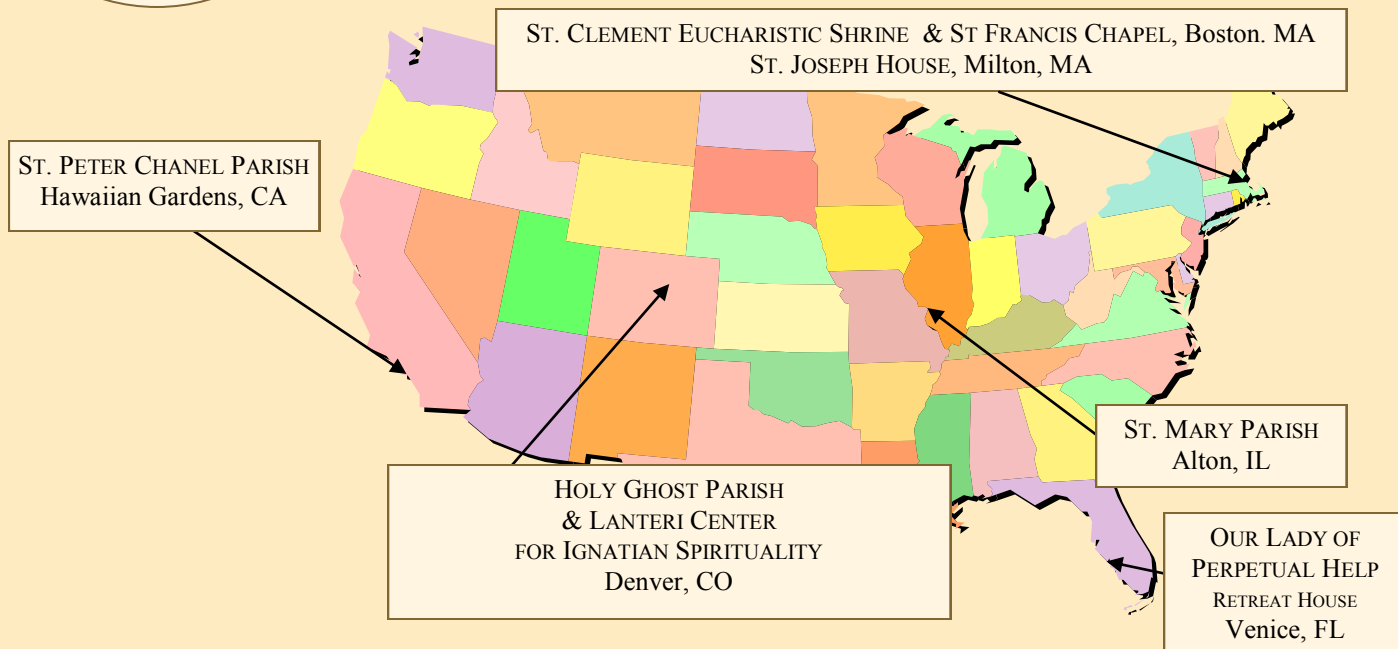 ST. CLEMENT EUCHARISTIC SHRINE & ST FRANCIS CHAPEL, Boston. MA
ST. JOSEPH HOUSE, Milton, MA
ST. PETER CHANEL PARISH
Hawaiian Gardens, CA
ST. MARY PARISH
Alton, IL
HOLY GHOST PARISH
& LANTERI CENTER
FOR IGNATIAN SPIRITUALITY
Denver, CO
OUR LADY OF
PERPETUAL HELP
RETREAT HOUSE
Venice, FL